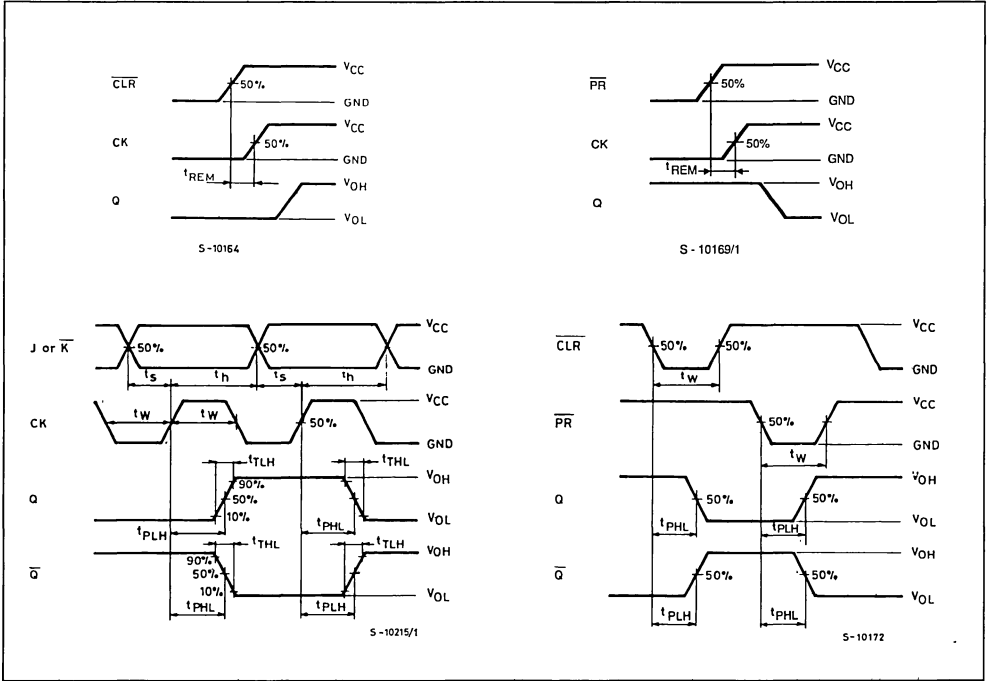 CLR
50%
VCC
GND
CK
50%
VCC
GND
tREM
Q
VOH
VOL
S-10164
PR
50%
VCC
GND
CK
50%
VCC
GND
tREM
Q
VOH
VOL
S-10169/1
J or K
50%
50%
VCC
GND
ts
th
ts
th
CK
tW
tW
50%
VCC
GND
tTLH
tTHL
Q
90%
50%
10%
VOH
VOL
tPLH
tPHL
tTHL
tTLH
Q
90%
50%
10%
VOH
VOL
tPHL
tPLH
S-10215/1
CLR
50%
50%
VCC
GND
tW
PR
50%
VCC
GND
tW
Q
50%
50%
VOH
VOL
tPHL
tPLH
Q
50%
50%
VOH
VOL
tPLH
tPHL
S-10172